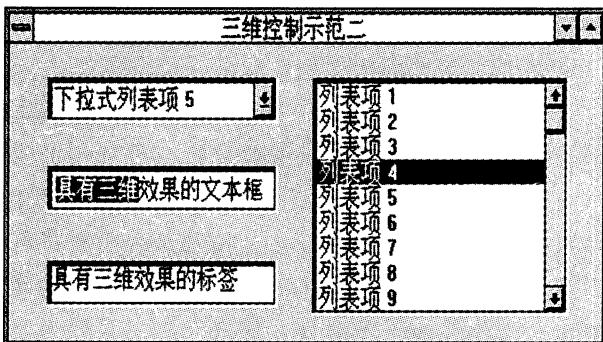 三维控制示范二
下拉式列表项 5
具有三维效果的文本框
具有三维效果的标签
列表项 1
列表项 2
列表项 3
列表项 4
列表项 5
列表项 6
列表项 7
列表项 8
列表项 9